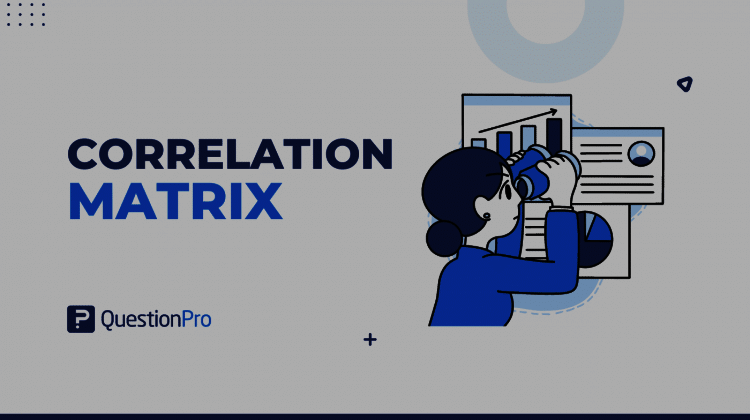 CORRELATION
MATRIX
QuestionPro